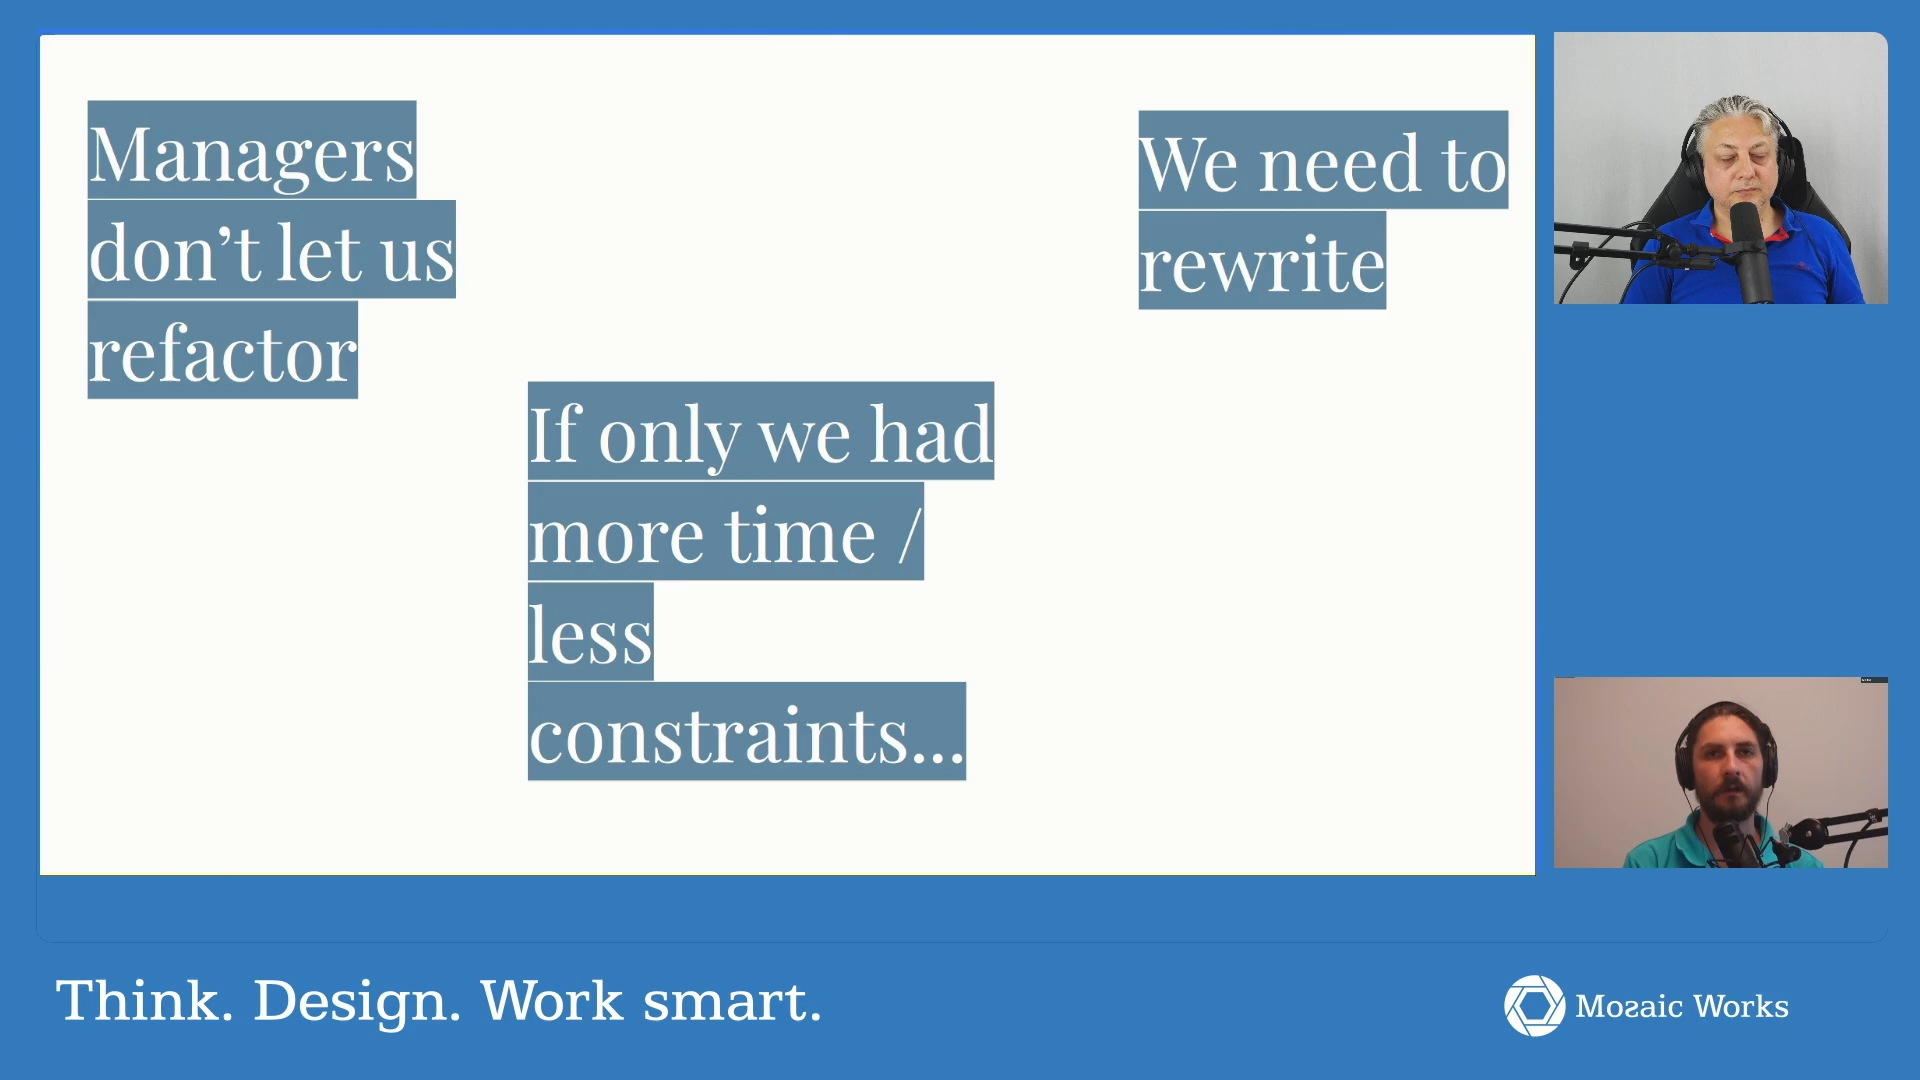 Managers
don’t let us
refactor
We need to
rewrite
If only we had
more time /
less
constraints...
Think. Design. Work smart.
Mozaic Works